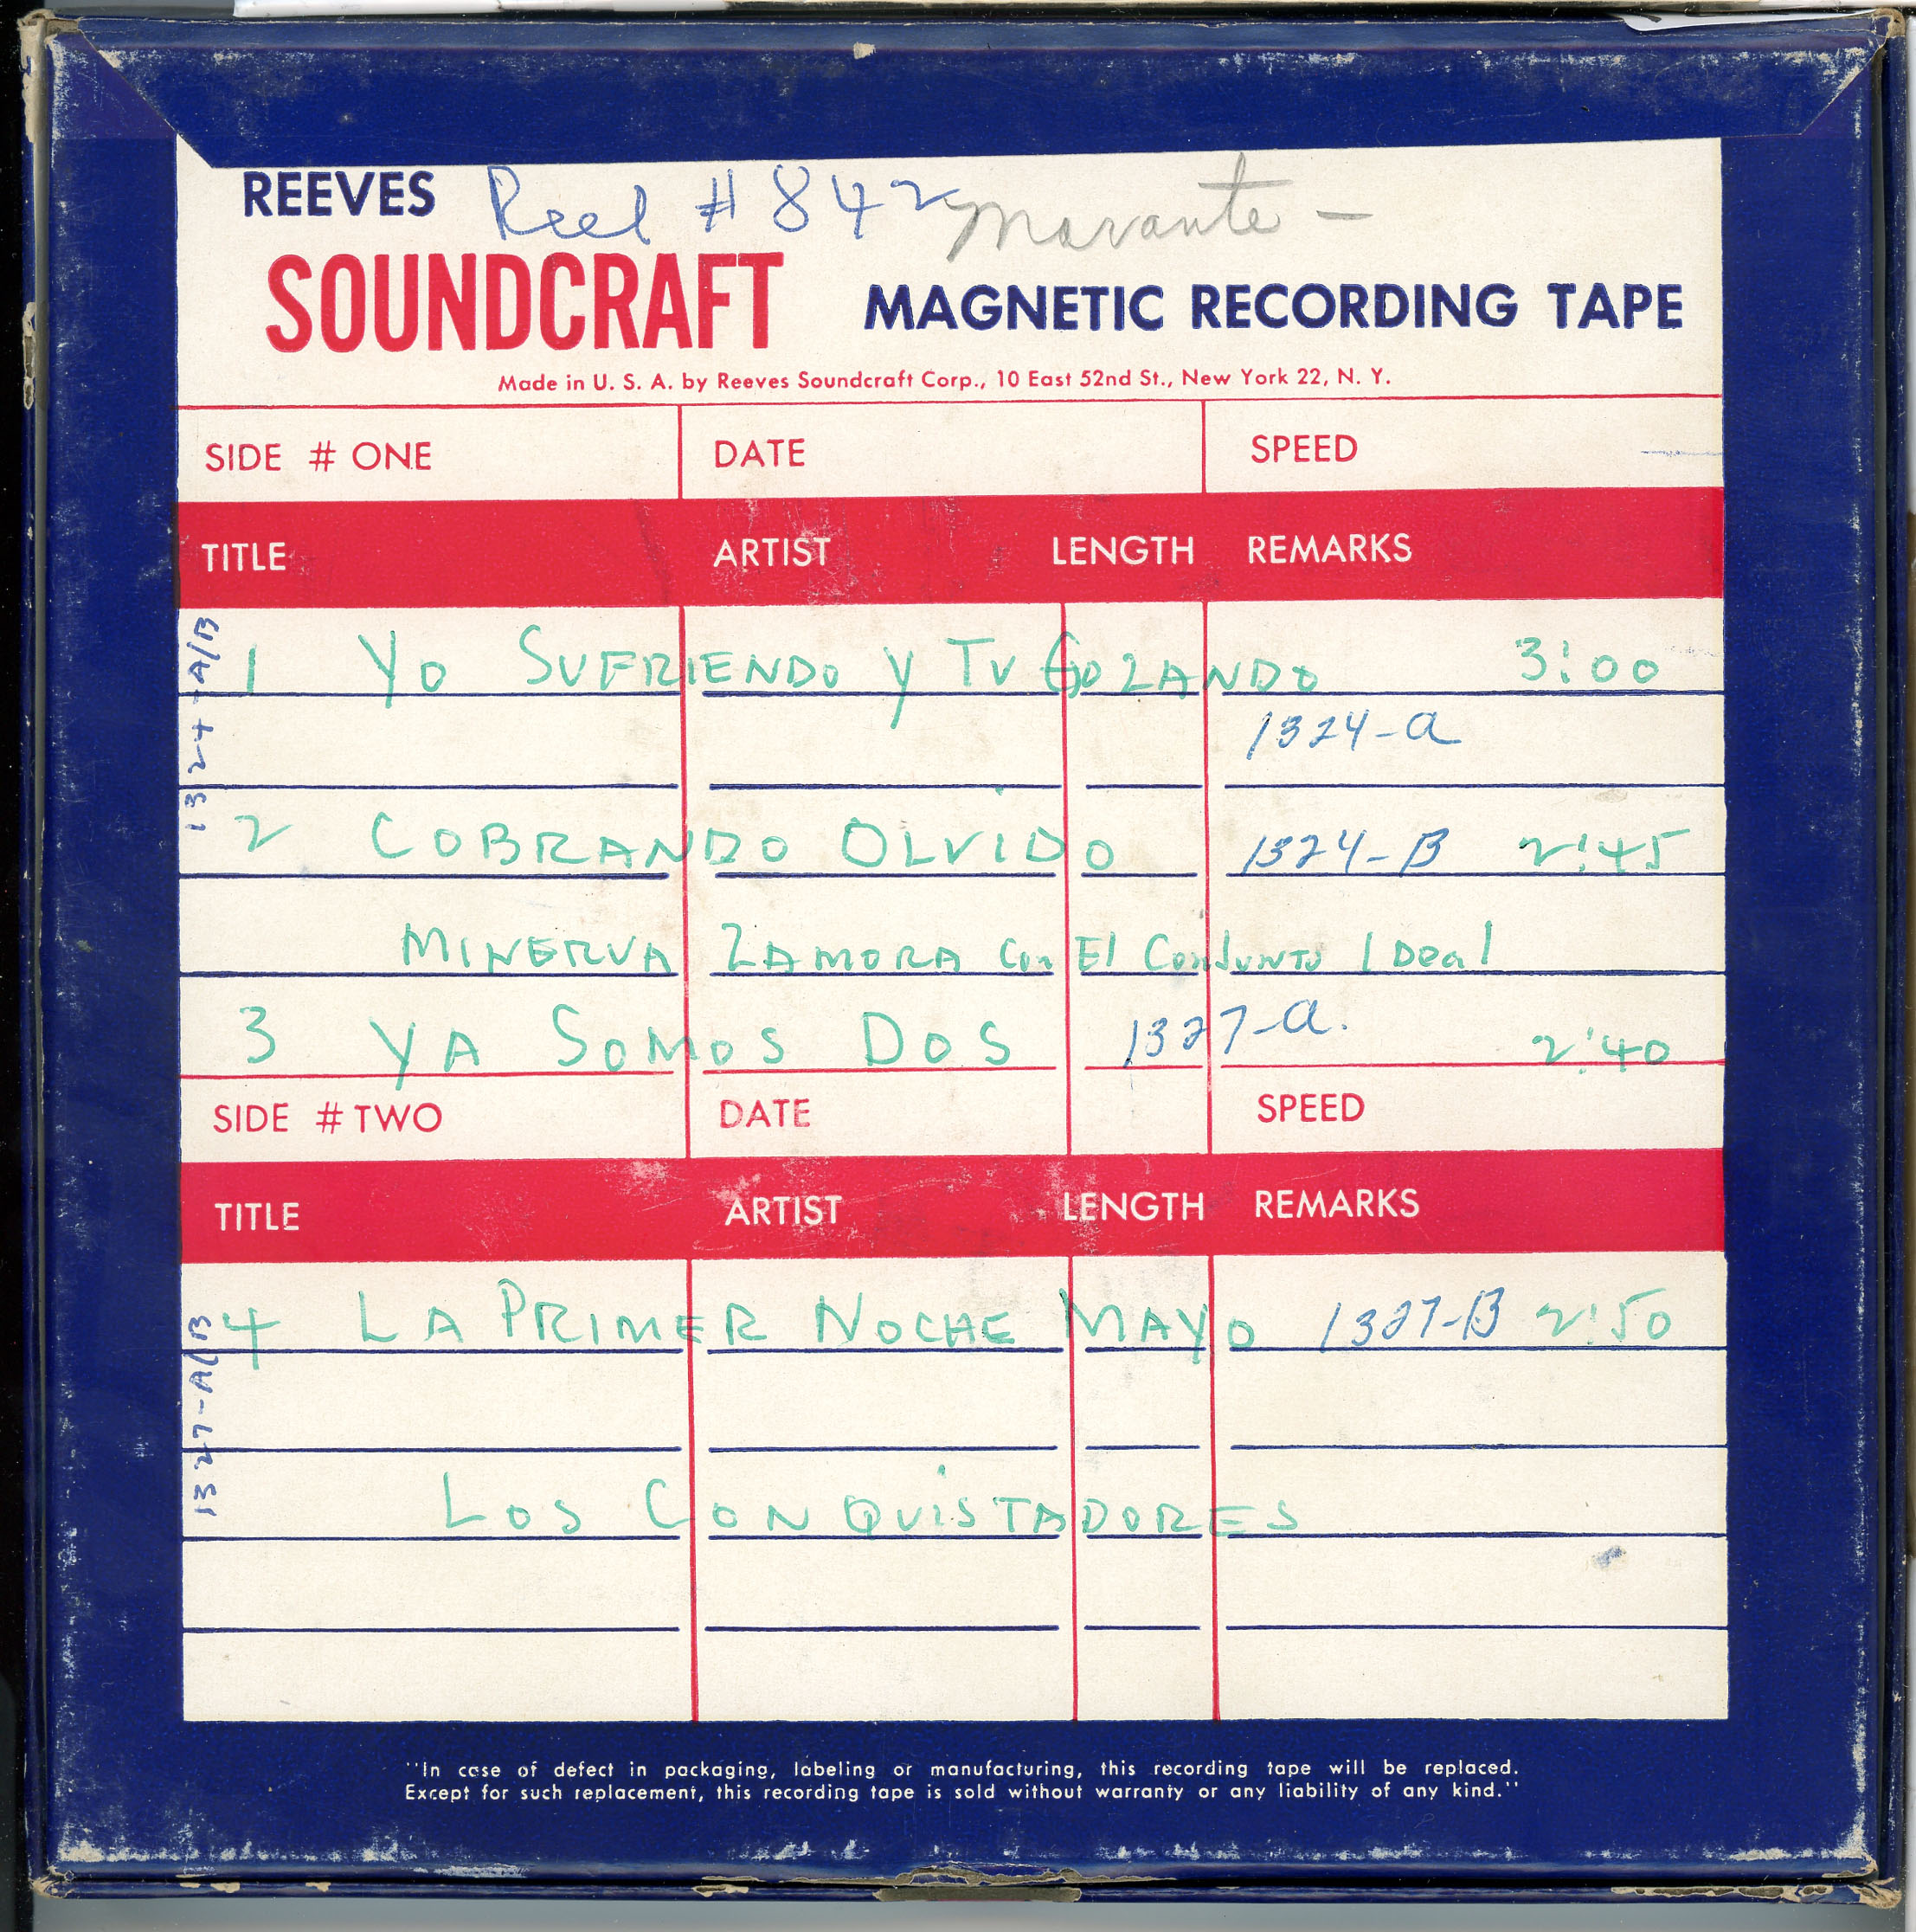 REEVES Reel #842 Marante -
SOUNDCRAFT MAGNETIC RECORDING TAPE
Made in U. S. A. by Reeves Soundcraft Corp., 10 East 52nd St., New York 22, N. Y.
SIDE # ONE DATE SPEED
TITLE ARTIST LENGTH REMARKS
1324-A/B
1 YO SUFRIENDO Y TU GOZANDO 3:00
1324-A
2 COBRANDO OLVIDO 1324-B 2:45
MINERVA ZAMORA Con El Conjunto IDeal
3 YA SOMOS DOS 1327-A. 2:40
SIDE # TWO DATE SPEED
TITLE ARTIST LENGTH REMARKS
1327-A/B
4 LA PRIMER NOCHE MAYO 1327-B 2:50
LOS CONQUISTADORES
"In case of defect in packaging, labeling or manufacturing, this recording tape will be replaced.
Except for such replacement, this recording tape is sold without warranty or any liability of any kind."